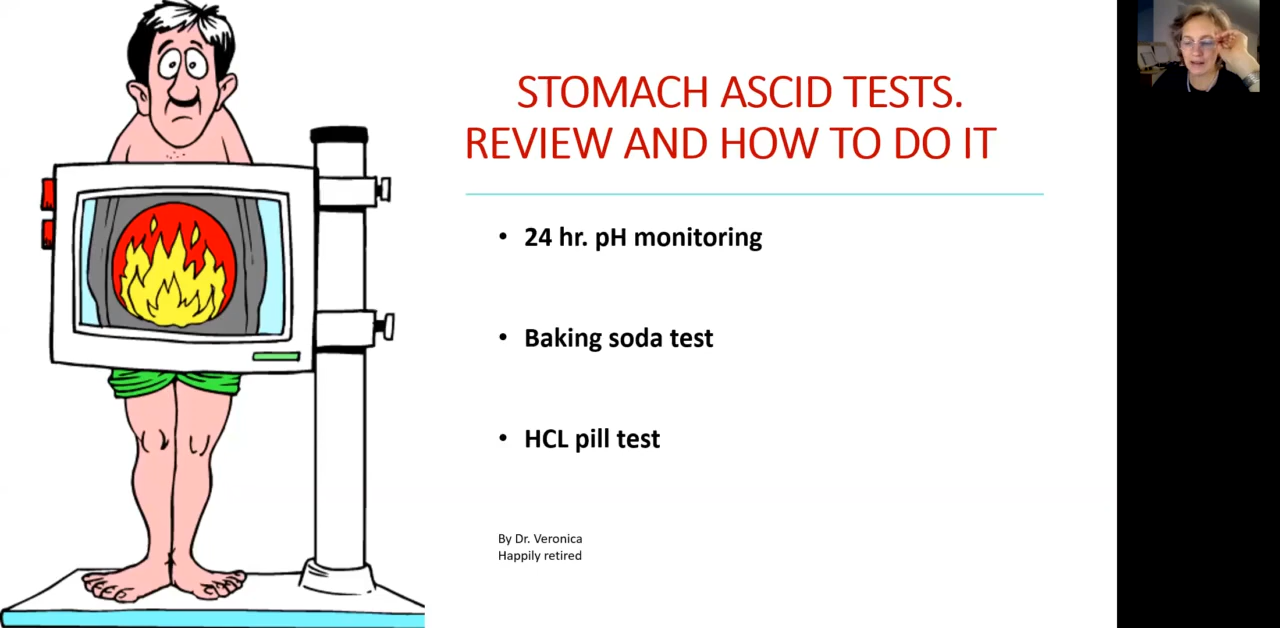 STOMACH ASCID TESTS.
REVIEW AND HOW TO DO IT
• 24 hr. pH monitoring
• Baking soda test
• HCL pill test
By Dr. Veronica
Happily retired